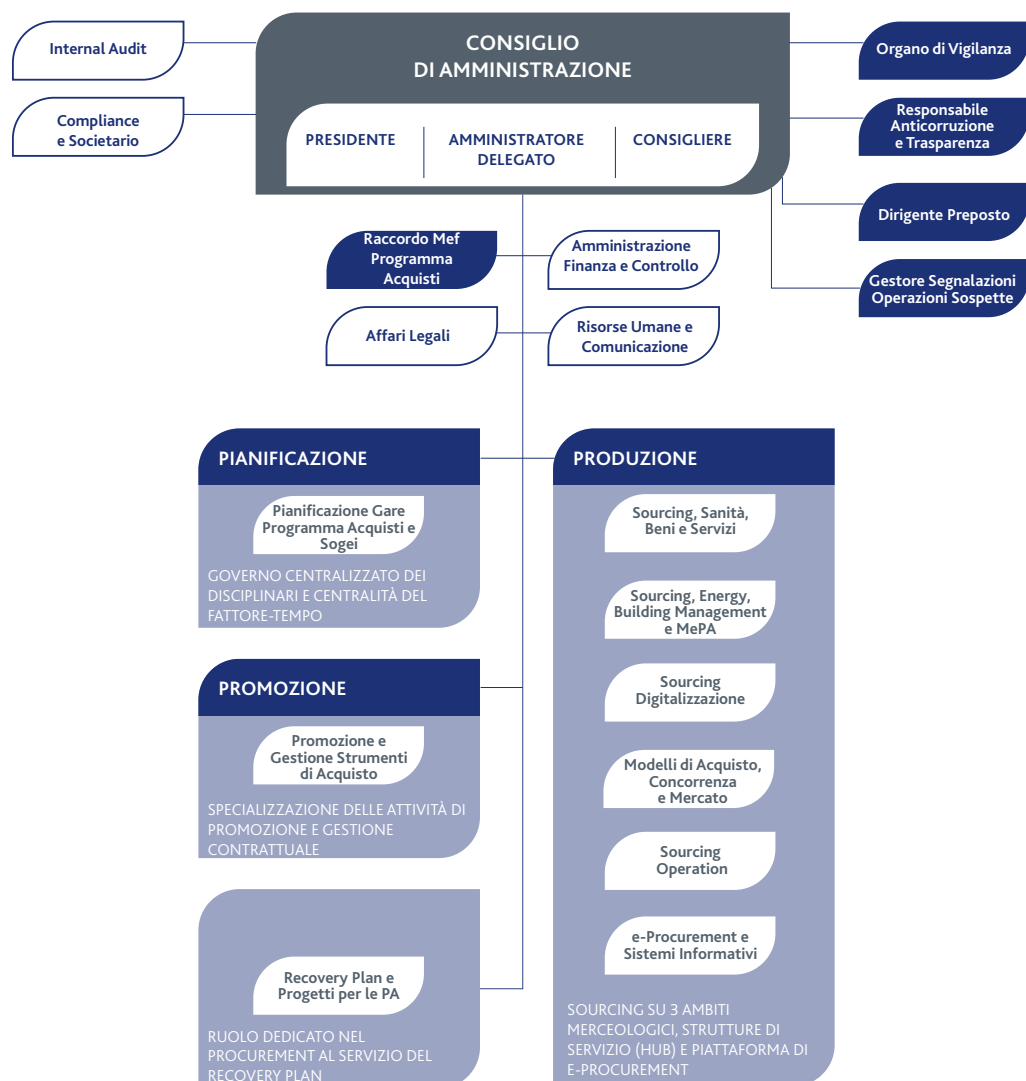 Internal Audit
Compliance
e Societario
CONSIGLIO
DI AMMINISTRAZIONE
PRESIDENTE
AMMINISTRATORE
DELEGATO
CONSIGLIERE
Organo di Vigilanza
Responsabile
Anticorruzione
e Trasparenza
Dirigente Preposto
Gestore Segnalazioni
Operazioni Sospette
Raccordo Mef
Programma
Acquisti
Amministrazione
Finanza e Controllo
Affari Legali
Risorse Umane e
Comunicazione
PIANIFICAZIONE
Pianificazione Gare
Programma Acquisti e
Sogei
GOVERNO CENTRALIZZATO DEI
DISCIPLINARI E CENTRALITÀ DEL
FATTORE-TEMPO
PROMOZIONE
Promozione e
Gestione Strumenti
di Acquisto
SPECIALIZZAZIONE DELLE ATTIVITÀ DI
PROMOZIONE E GESTIONE
CONTRATTUALE
Recovery Plan e
Progetti per le PA
RUOLO DEDICATO NEL
PROCUREMENT AL SERVIZIO DEL
RECOVERY PLAN
PRODUZIONE
Sourcing, Sanità,
Beni e Servizi
Sourcing, Energy,
Building Management
e MePA
Sourcing
Digitalizzazione
Modelli di Acquisto,
Concorrenza
e Mercato
Sourcing
Operation
e-Procurement e
Sistemi Informativi
SOURCING SU 3 AMBITI
MERCEOLOGICI, STRUTTURE DI
SERVIZIO (HUB) E PIATTAFORMA DI
E-PROCUREMENT